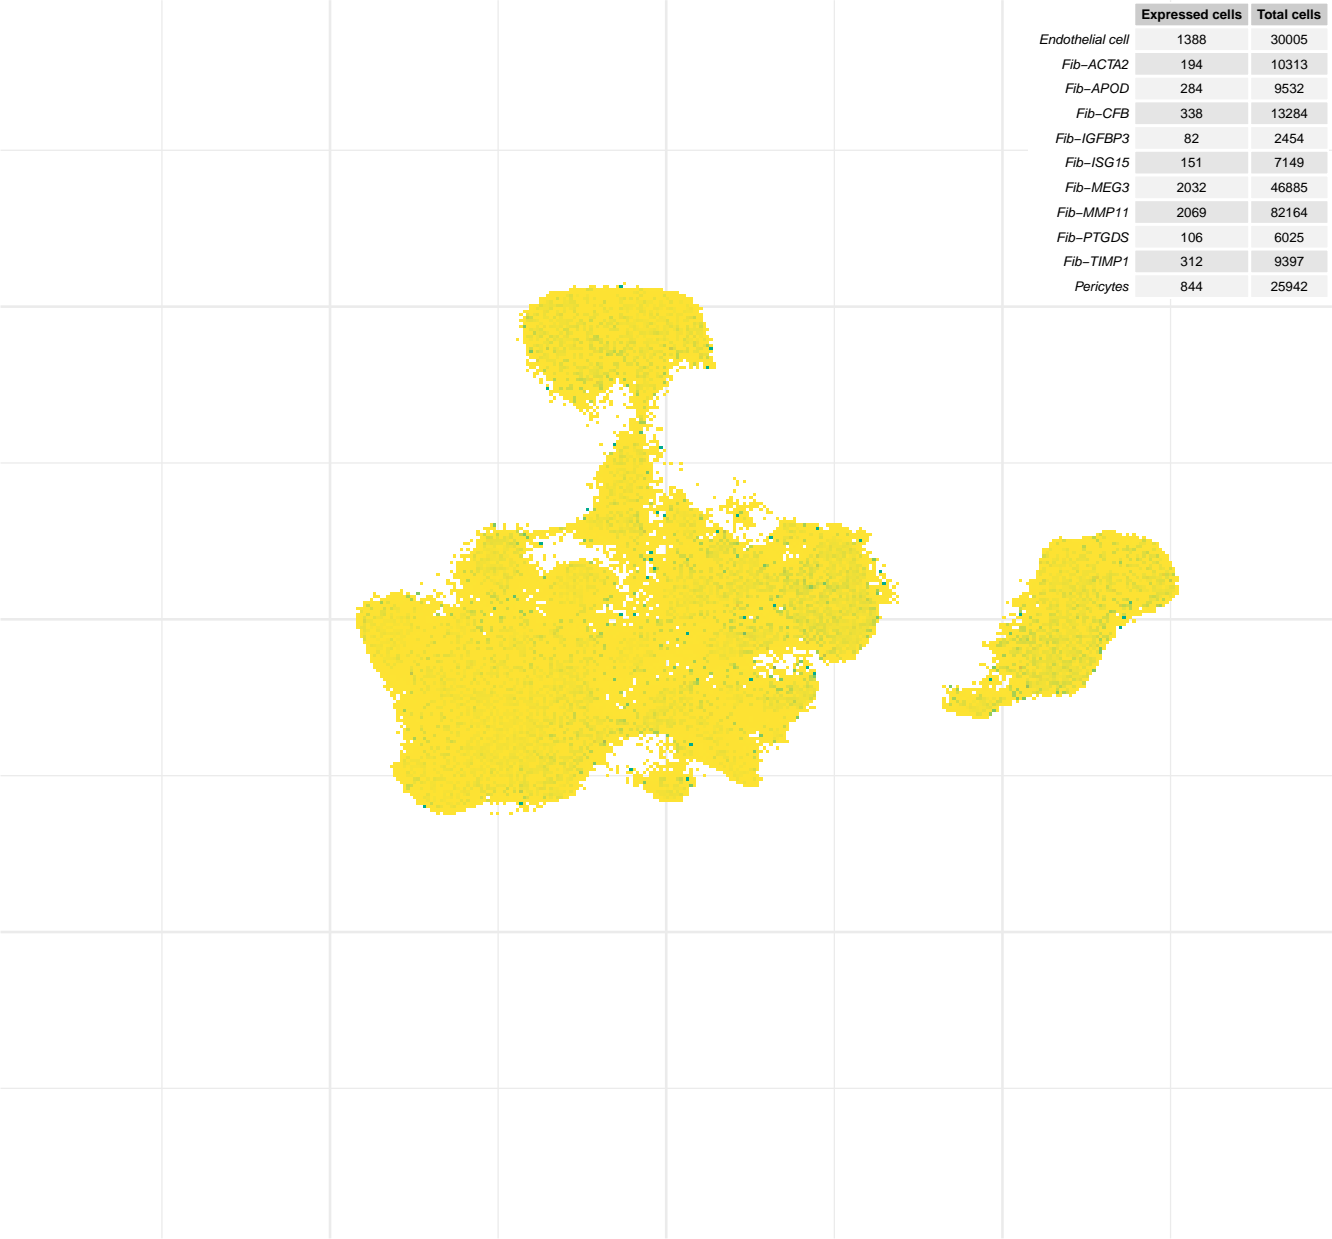 Expressed cells Total cells
Endothelial cell 1388 30005
Fib−ACTA2 194 10313
Fib−APOD 284 9532
Fib−CFB 338 13284
Fib−IGFBP3 82 2454
Fib−ISG15 151 7149
Fib−MEG3 2032 46885
Fib−MMP11 2069 82164
Fib−PTGDS 106 6025
Fib−TIMP1 312 9397
Pericytes 844 25942